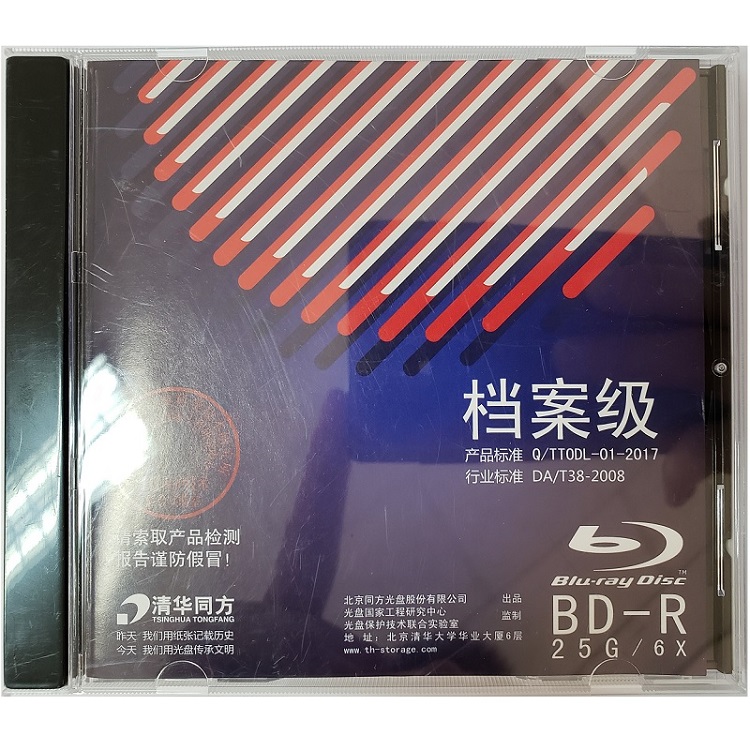 档案级
产品标准 Q/TTODL-01-2017
行业标准 DA/T38-2008
请索取产品检测
报告谨防假冒!
清华同方
TSINGHUA TONGFANG
昨天 我们用纸张记载历史
今天 我们用光盘传承文明
北京同方光盘股份有限公司 出品
光盘国家工程研究中心 监制
光盘保护技术联合实验室
地 址: 北京清华大学华业大厦6层
www.th-storage.com
Blu-ray Disc™
BD-R
25G/6X